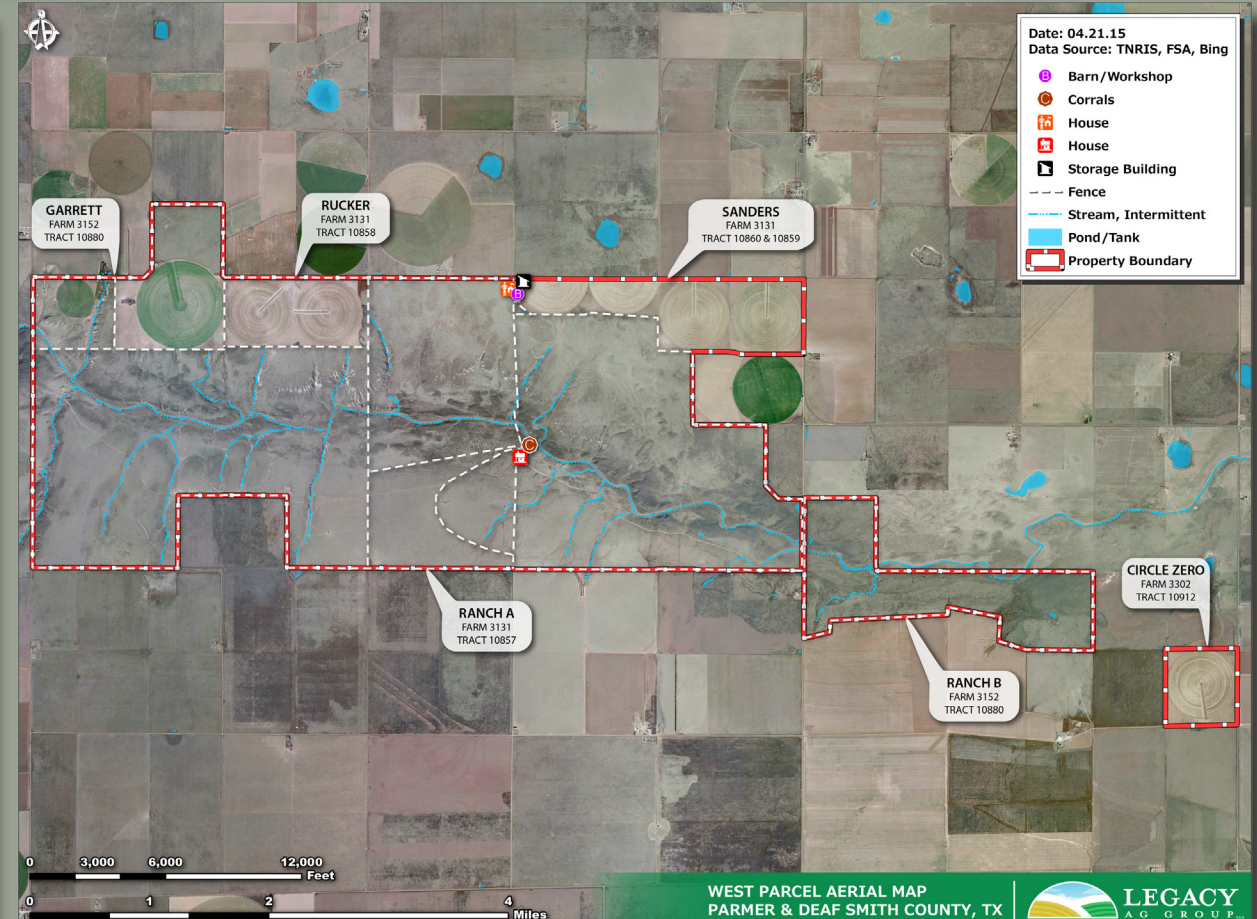 Date: 04.21.15
Data Source: TNRIS, FSA, Bing
B Barn/Workshop
C Corrals
House
House
Storage Building
Fence
Stream, Intermittent
Pond/Tank
Property Boundary
GARRETT
FARM 3152
TRACT 10880
RUCKER
FARM 3131
TRACT 10858
SANDERS
FARM 3131
TRACT 10860 & 10859
B
C
CIRCLE ZERO
FARM 3302
TRACT 10912
RANCH A
FARM 3131
TRACT 10857
RANCH B
FARM 3152
TRACT 10880
0 3,000 6,000 12,000
Feet
0 1 2 4
Miles
WEST PARCEL AERIAL MAP
PARMER & DEAF SMITH COUNTY, TX
LEGACY
AG GROUP